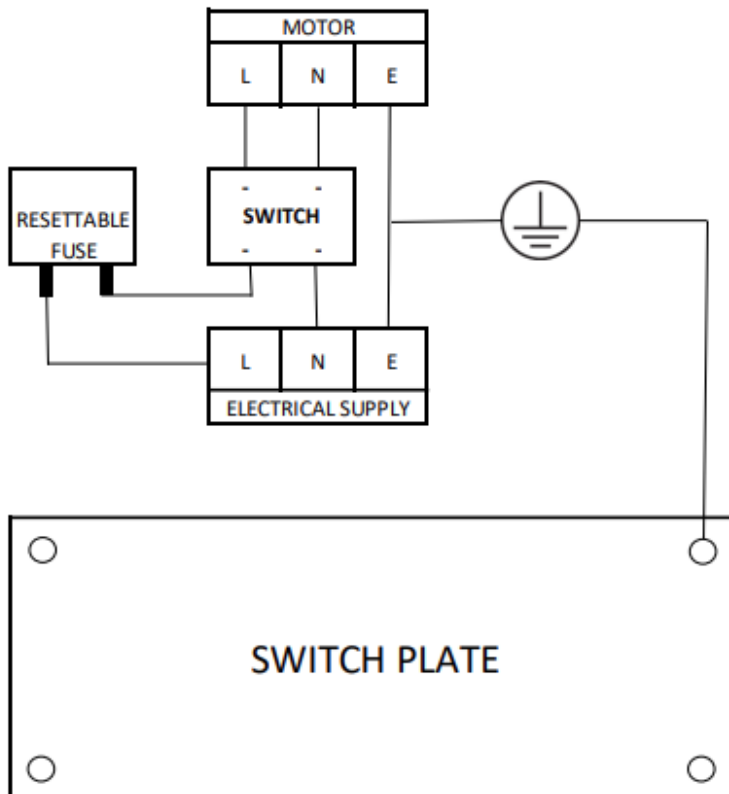 MOTOR
L N E
- -
RESETTABLE
FUSE
SWITCH
- -
L N E
ELECTRICAL SUPPLY
SWITCH PLATE